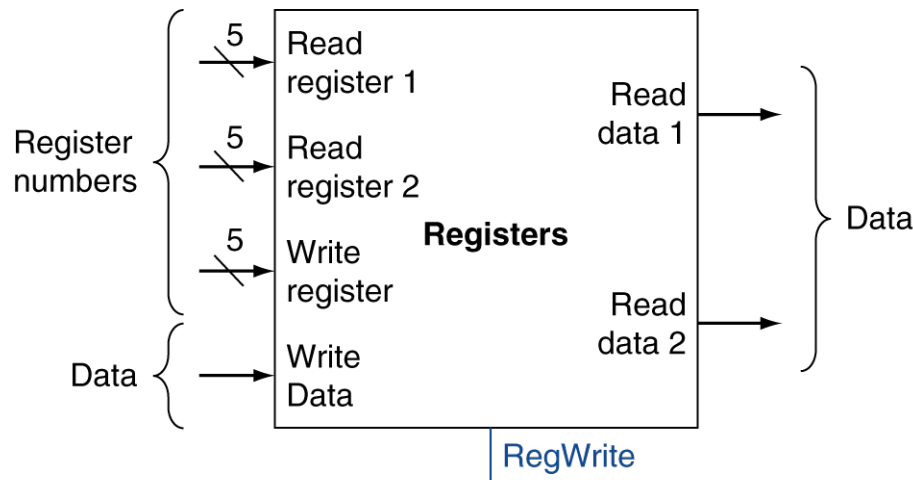 5
Read
register 1
5
Read
register 2
5
Write
register
Write
Data
Register
numbers
Data
Registers
Read
data 1
Read
data 2
Data
RegWrite